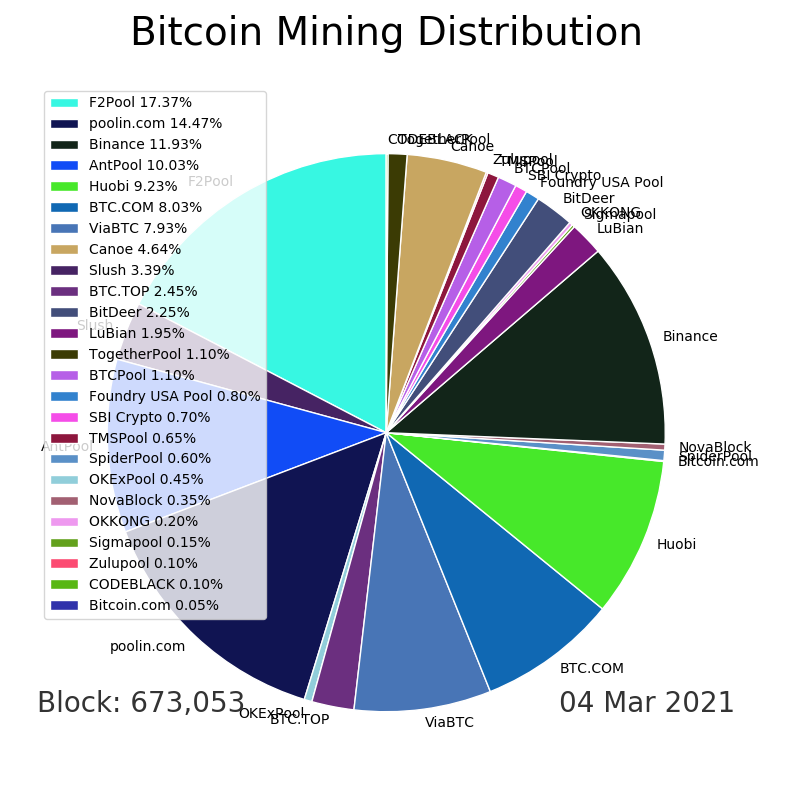 Bitcoin Mining Distribution
F2Pool 17.37%
poolin.com 14.47%
Binance 11.93%
AntPool 10.03%
Huobi 9.23%
BTC.COM 8.03%
ViaBTC 7.93%
Canoe 4.64%
Slush 3.39%
BTC.TOP 2.45%
BitDeer 2.25%
LuBian 1.95%
TogetherPool 1.10%
BTCPool 1.10%
Foundry USA Pool 0.80%
SBI Crypto 0.70%
TMSPool 0.65%
SpiderPool 0.60%
OKExPool 0.45%
NovaBlock 0.35%
OKKONG 0.20%
Sigmapool 0.15%
Zulupool 0.10%
CODEBLACK 0.10%
Bitcoin.com 0.05%
CODEBLACK
TogetherPool
Canoe
Zulupool
TMSPool
BTCPool
SBI Crypto
Foundry USA Pool
BitDeer
OKKONG
Sigmapool
LuBian
Binance
NovaBlock
SpiderPool
Bitcoin.com
Huobi
BTC.COM
ViaBTC
BTC.TOP
OKExPool
poolin.com
AntPool
Slush
F2Pool
Block: 673,053
04 Mar 2021